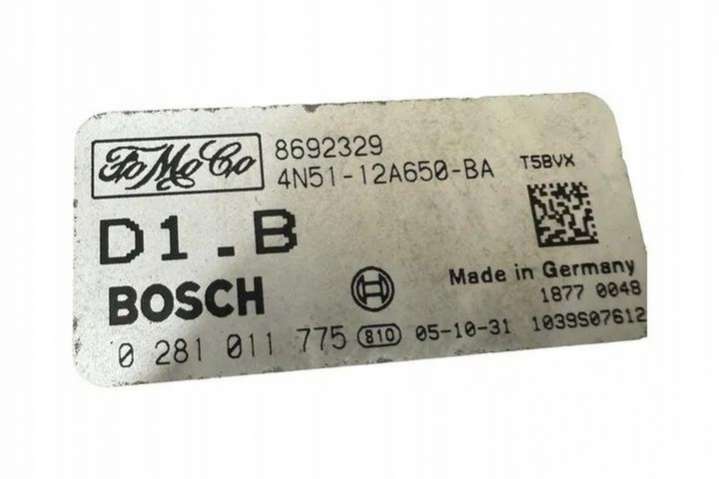 FoMoCo
8692329
4N51-12A650-BA T5BVX
D1.B
BOSCH
Made in Germany
1877 0048
0 281 011 775 810 05-10-31 1039S07612